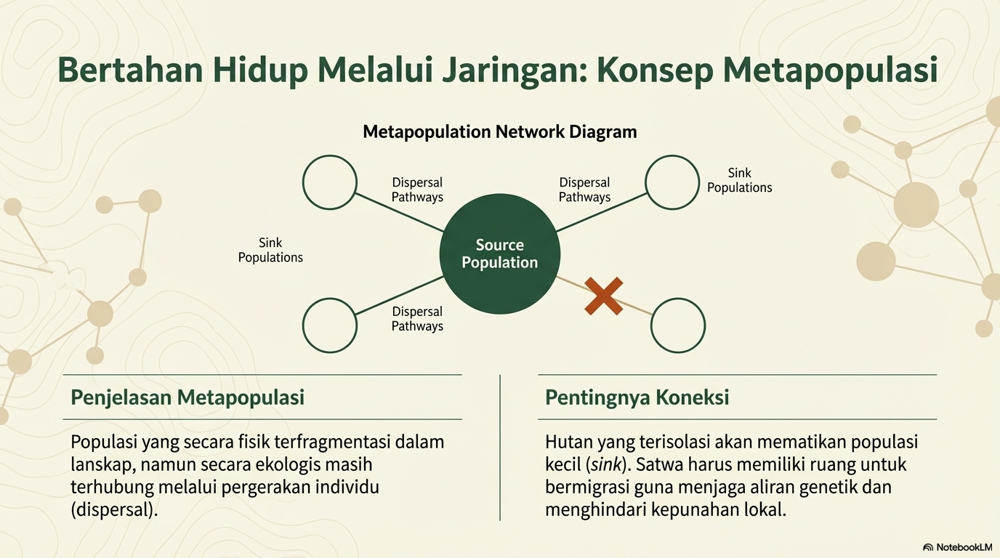 Bertahan Hidup Melalui Jaringan: Konsep Metapopulasi
Metapopulation Network Diagram
Dispersal
Pathways
Dispersal
Pathways
Sink
Populations
Sink
Populations
Source
Population
Dispersal
Pathways
Penjelasan Metapopulasi
Populasi yang secara fisik terfragmentasi dalam
lanskap, namun secara ekologis masih
terhubung melalui pergerakan individu
(dispersal).
Pentingnya Koneksi
Hutan yang terisolasi akan mematikan populasi
kecil (sink). Satwa harus memiliki ruang untuk
bermigrasi guna menjaga aliran genetik dan
menghindari kepunahan lokal.
NotebookLM